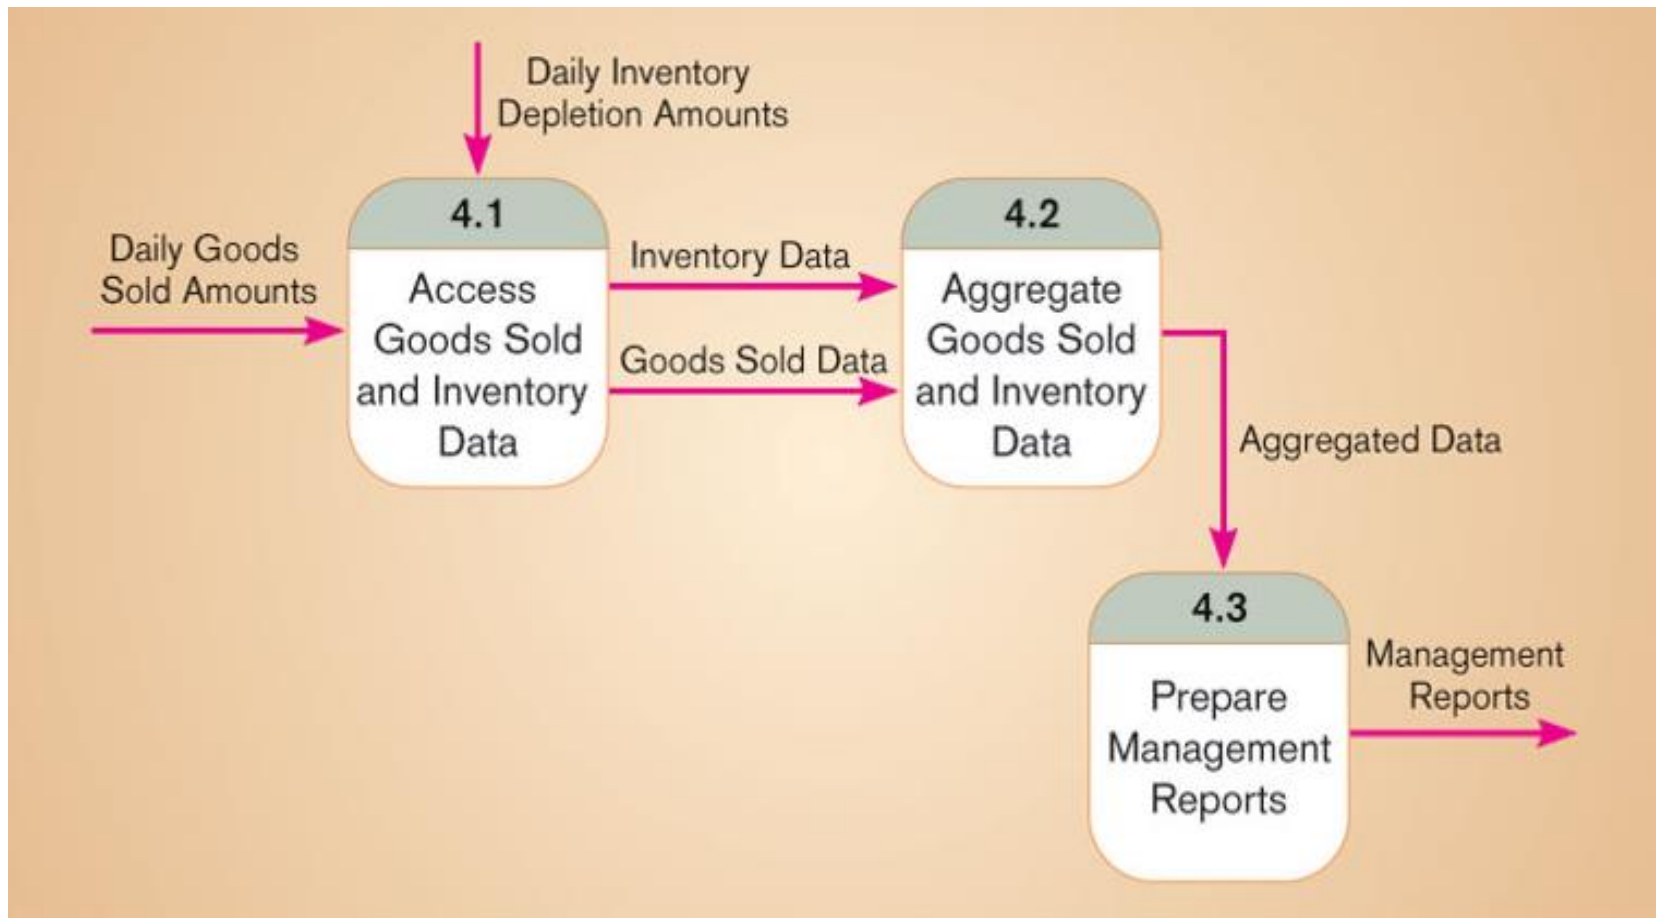 Daily Inventory
Depletion Amounts
Daily Goods
Sold Amounts
4.1
Access
Goods Sold
and Inventory
Data
Inventory Data
Goods Sold Data
4.2
Aggregate
Goods Sold
and Inventory
Data
Aggregated Data
4.3
Prepare
Management
Reports
Management
Reports